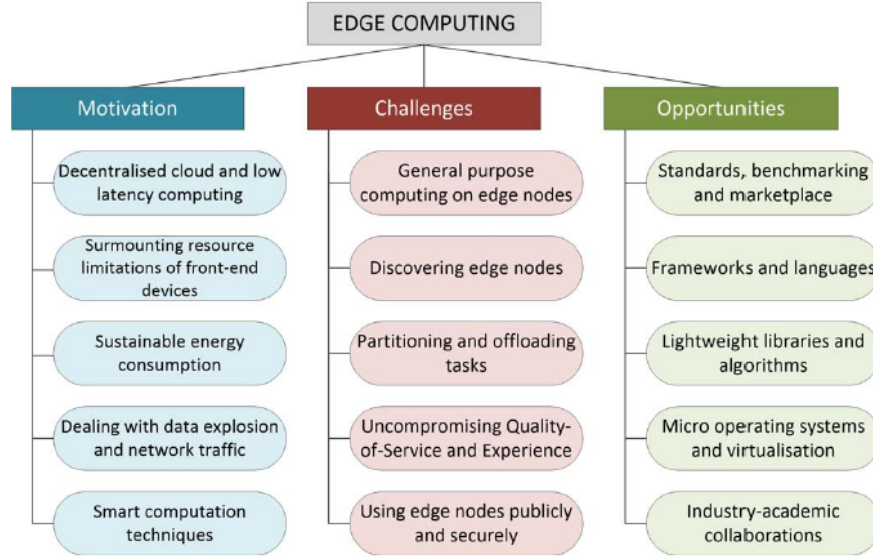 EDGE COMPUTING
Motivation
Decentralised cloud and low
latency computing
Surmounting resource
limitations of front-end
devices
Sustainable energy
consumption
Dealing with data explosion
and network traffic
Smart computation
techniques
Challenges
General purpose
computing on edge nodes
Discovering edge nodes
Partitioning and offloading
tasks
Uncompromising Quality-
of-Service and Experience
Using edge nodes publicly
and securely
Opportunities
Standards, benchmarking
and marketplace
Frameworks and languages
Lightweight libraries and
algorithms
Micro operating systems
and virtualisation
Industry-academic
collaborations